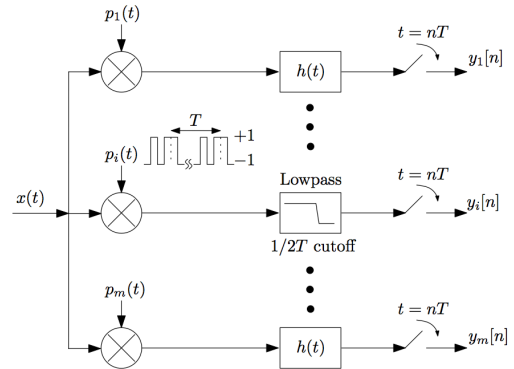 p₁(t)
t = nT
h(t)
y₁[n]
T
+1
−1
pᵢ(t)
t = nT
Lowpass
x(t)
yᵢ[n]
1/2T cutoff
pₘ(t)
t = nT
h(t)
yₘ[n]